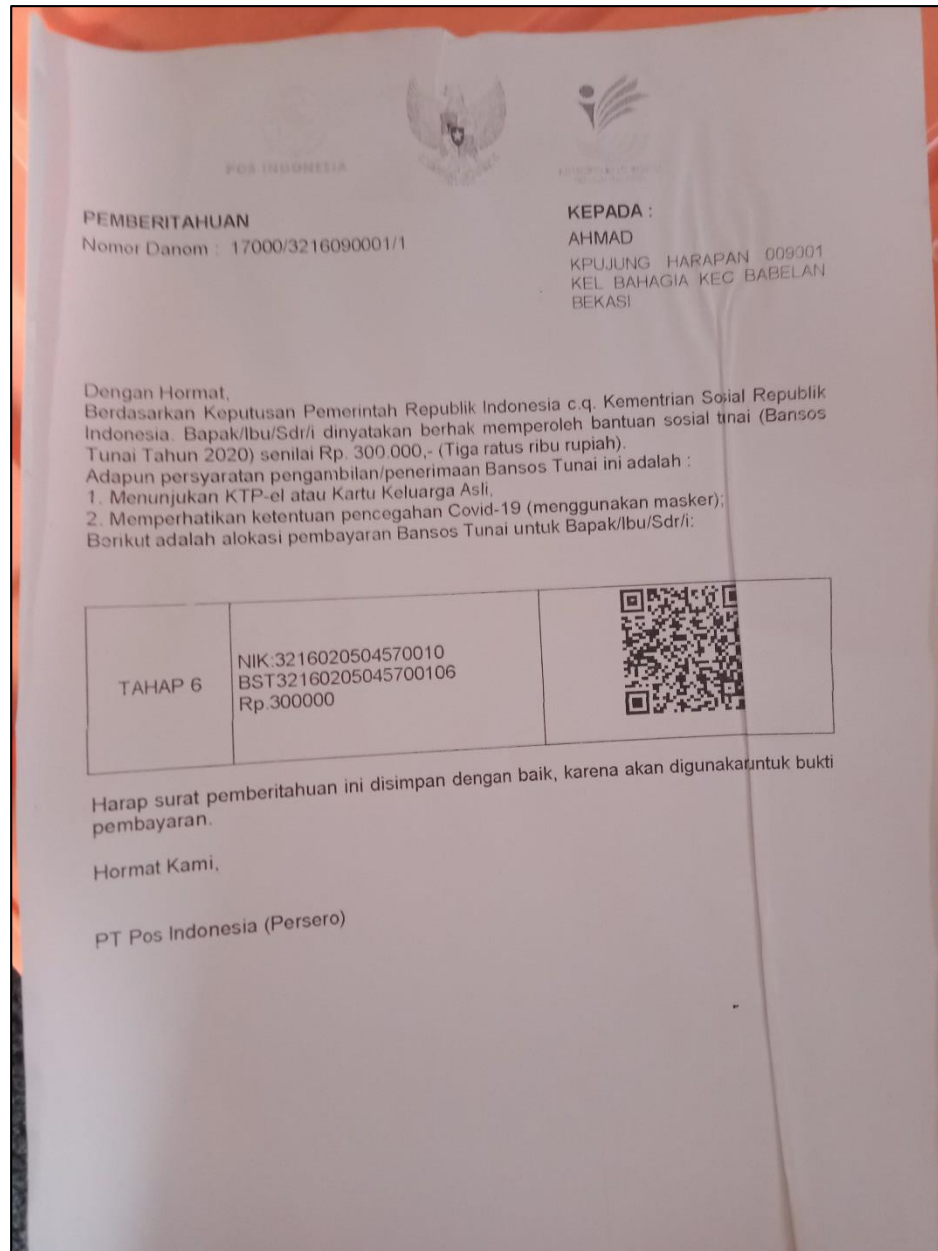 POS INDONESIA
PEMBERITAHUAN
Nomor Danom : 17000/3216090001/1
KEPADA :
AHMAD
KPUJUNG HARAPAN 009001
KEL BAHAGIA KEC BABELAN
BEKASI
Dengan Hormat,
Berdasarkan Keputusan Pemerintah Republik Indonesia c.q. Kementrian Sosial Republik
Indonesia. Bapak/Ibu/Sdr/i dinyatakan berhak memperoleh bantuan sosial tunai (Bansos
Tunai Tahun 2020) senilai Rp. 300.000,- (Tiga ratus ribu rupiah).
Adapun persyaratan pengambilan/penerimaan Bansos Tunai ini adalah :
1. Menunjukan KTP-el atau Kartu Keluarga Asli,
2. Memperhatikan ketentuan pencegahan Covid-19 (menggunakan masker);
Berikut adalah alokasi pembayaran Bansos Tunai untuk Bapak/Ibu/Sdr/i:
TAHAP 6
NIK:3216020504570010
BST32160205045700106
Rp.300000
Harap surat pemberitahuan ini disimpan dengan baik, karena akan digunakan untuk bukti
pembayaran.
Hormat Kami,
PT Pos Indonesia (Persero)